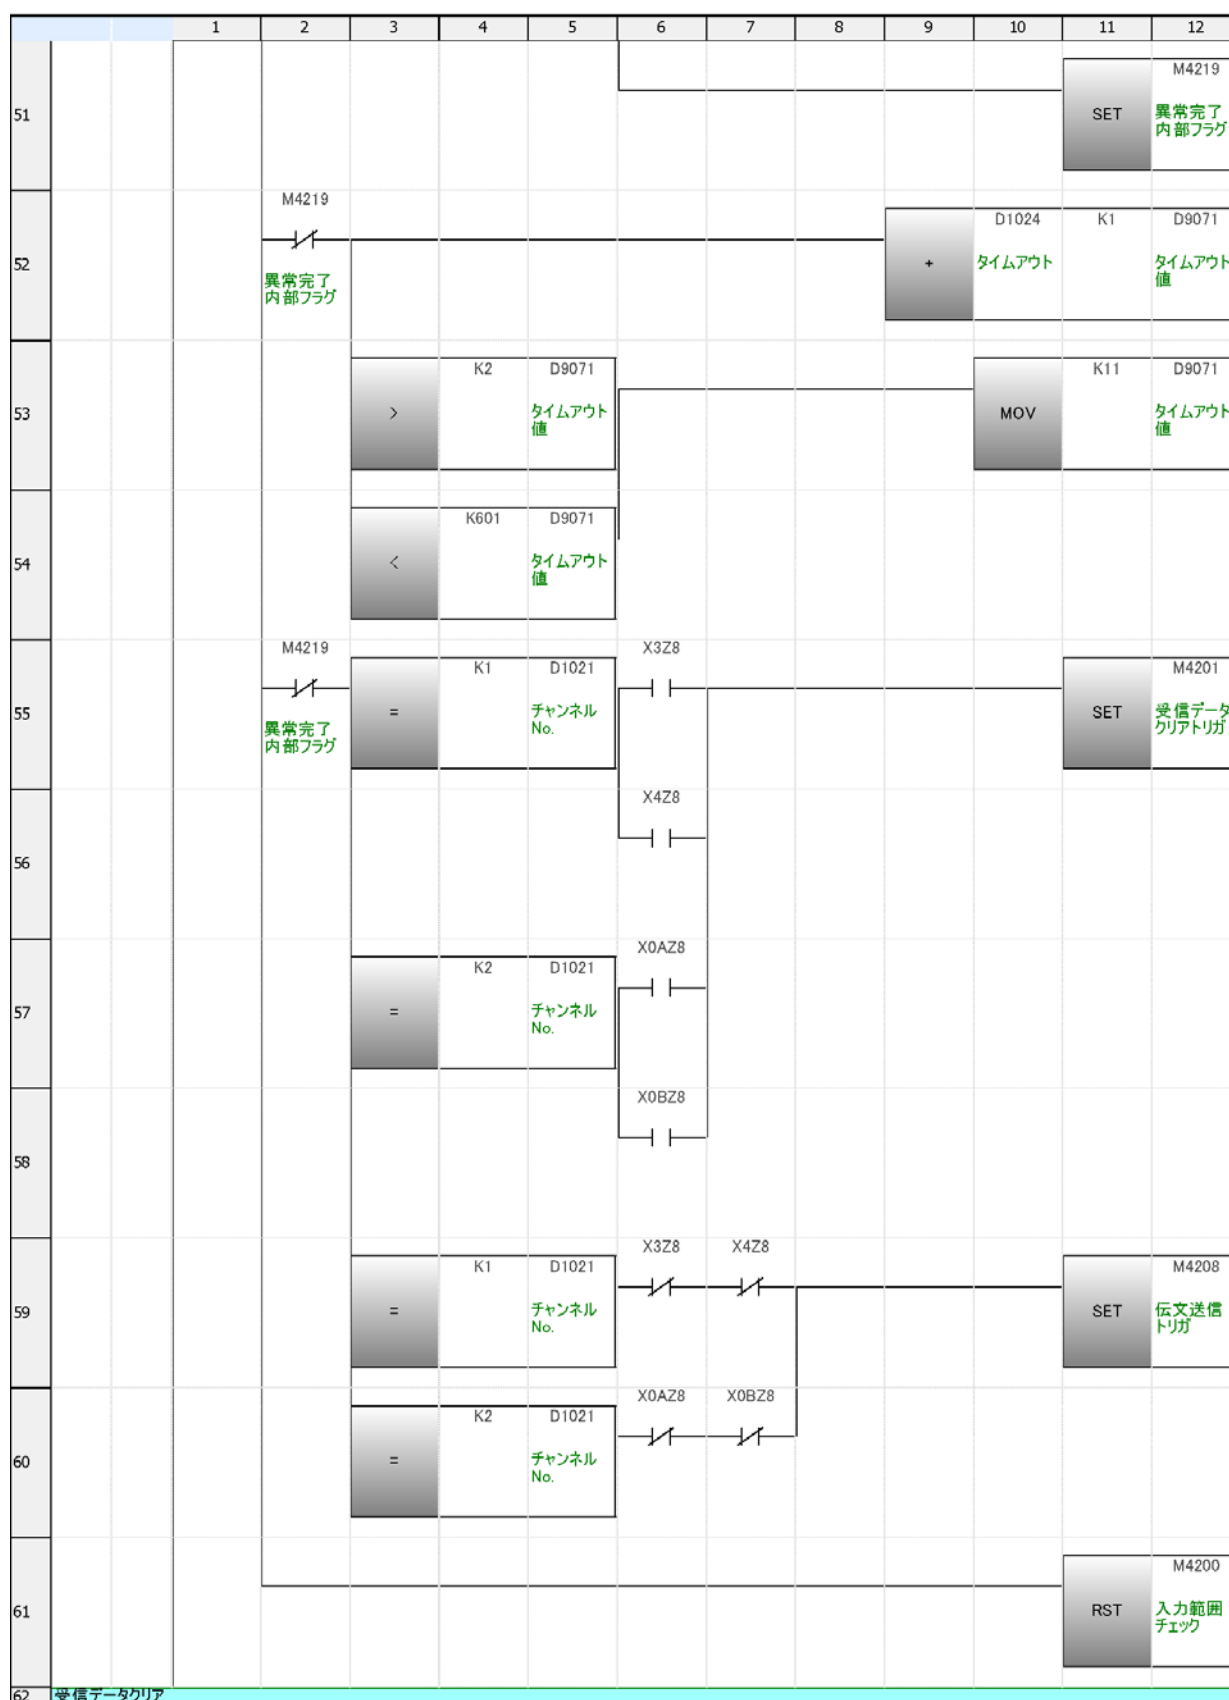 1 2 3 4 5 6 7 8 9 10 11 12
51
M4219
SET
異常完了
内部フラグ
52
M4219
異常完了
内部フラグ
+
D1024 K1 D9071
タイムアウト
タイムアウト
値
53
>
K2 D9071
タイムアウト
値
MOV
K11 D9071
タイムアウト
値
54
<
K601 D9071
タイムアウト
値
55
M4219
異常完了
内部フラグ
=
K1 D1021
チャンネル
No.
X3Z8
SET
M4201
受信データ
クリアトリガ
56
X4Z8
57
=
K2 D1021
チャンネル
No.
X0AZ8
58
X0BZ8
59
=
K1 D1021
チャンネル
No.
X3Z8 X4Z8
SET
M4208
伝文送信
トリガ
60
=
K2 D1021
チャンネル
No.
X0AZ8 X0BZ8
61
RST
M4200
入力範囲
チェック
62 受信データクリア